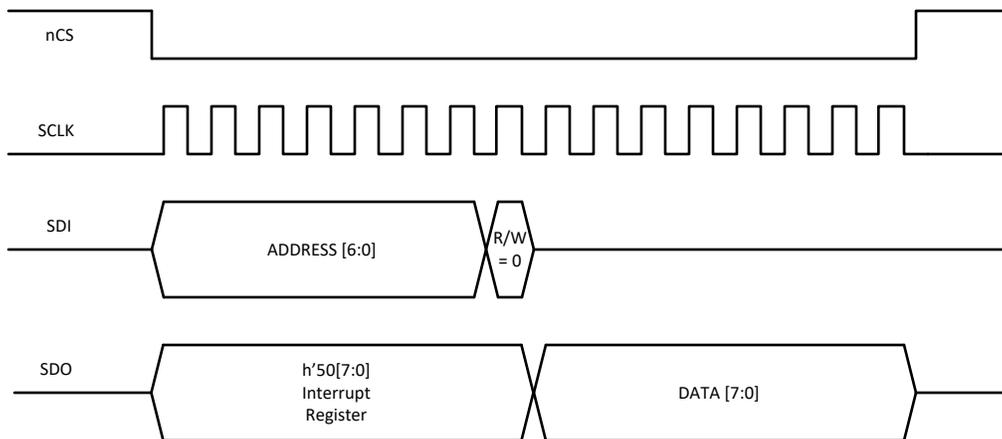 nCS
SCLK
SDI
ADDRESS [6:0]
R/W
= 0
SDO
h’50[7:0]
Interrupt
Register
DATA [7:0]